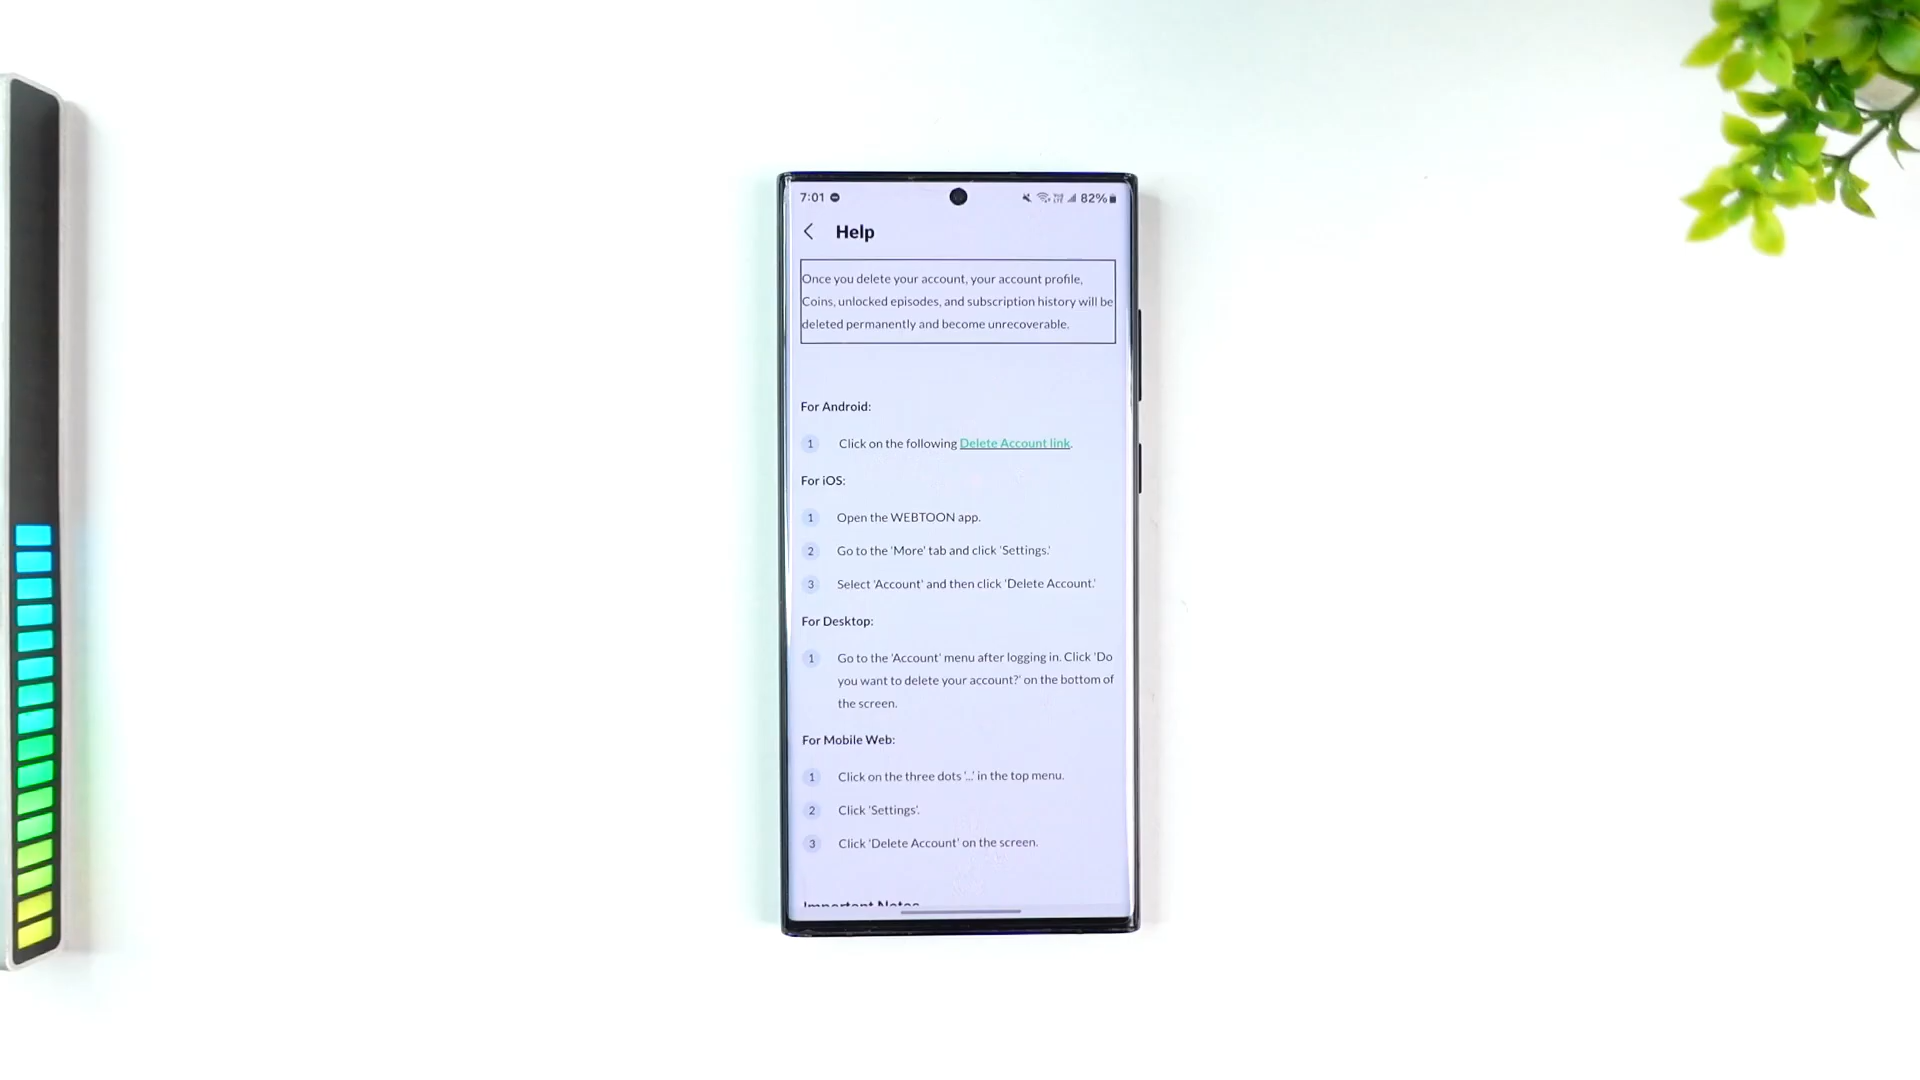 7:01
82%
Help
Once you delete your account, your account profile,
Coins, unlocked episodes, and subscription history will be
deleted permanently and become unrecoverable.
For Android:
1 Click on the following Delete Account link.
For iOS:
1 Open the WEBTOON app.
2 Go to the 'More' tab and click 'Settings.'
3 Select 'Account' and then click 'Delete Account.'
For Desktop:
1 Go to the 'Account' menu after logging in. Click 'Do
you want to delete your account?' on the bottom of
the screen.
For Mobile Web:
1 Click on the three dots '...' in the top menu.
2 Click 'Settings'.
3 Click 'Delete Account' on the screen.
Important Notes